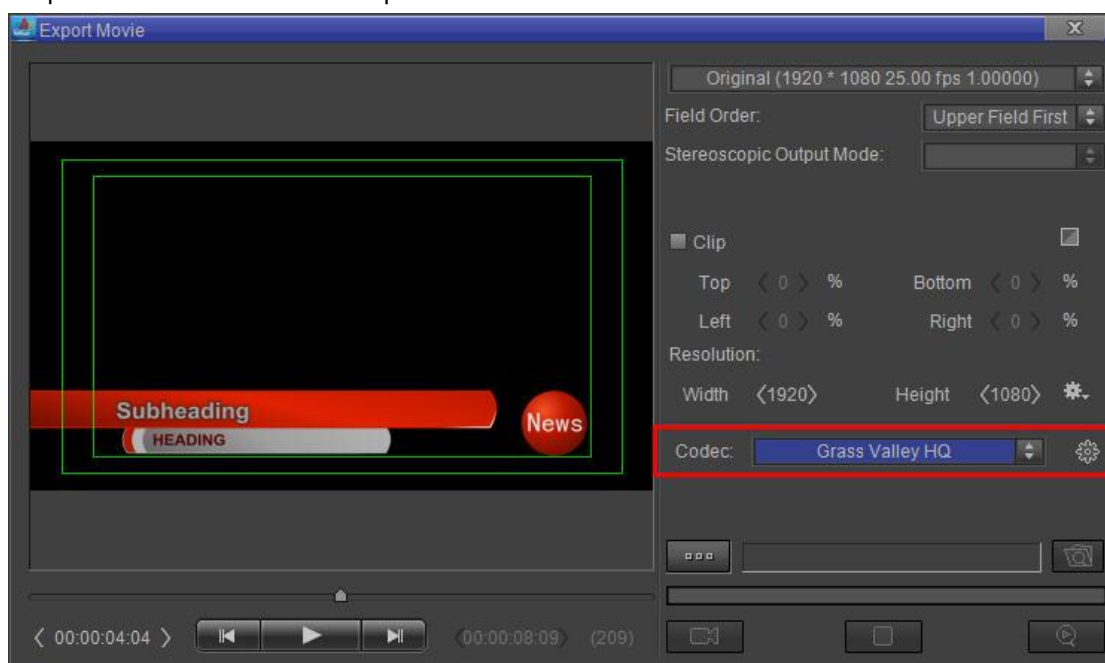 Export Movie
Original (1920 * 1080 25.00 fps 1.00000)
Field Order: Upper Field First
Stereoscopic Output Mode:
Clip
Top 〈 0 〉 % Bottom 〈 0 〉 %
Left 〈 0 〉 % Right 〈 0 〉 %
Resolution:
Width 〈1920〉 Height 〈1080〉
Subheading
HEADING
News
Codec: Grass Valley HQ
〈 00:00:04:04 〉 〈00:00:08:09〉 (209)